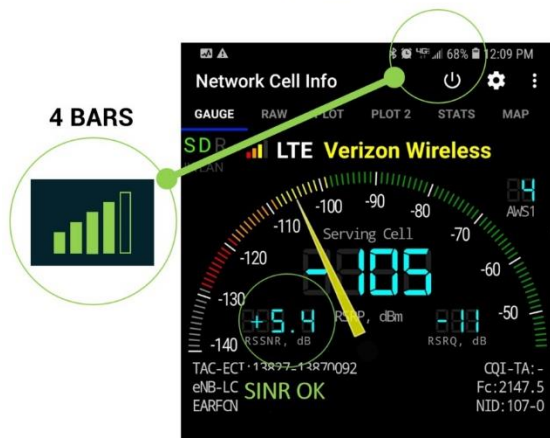 4 BARS
4G 68% 12:09 PM
Network Cell Info
GAUGE RAW PLOT PLOT 2 STATS MAP
SDR LTE Verizon Wireless
4
AWS1
-140 -130 -120 -110 -100 -90 -80 -70 -60 -50
Serving Cell
-105
RSRP, dBm
+5.4
RSSNR, dB
-11
RSRQ, dB
TAC-ECI:13827-13870092 CQI-TA:-
eNB-LC Fc:2147.5
EARFCN NID:107-0
SINR OK